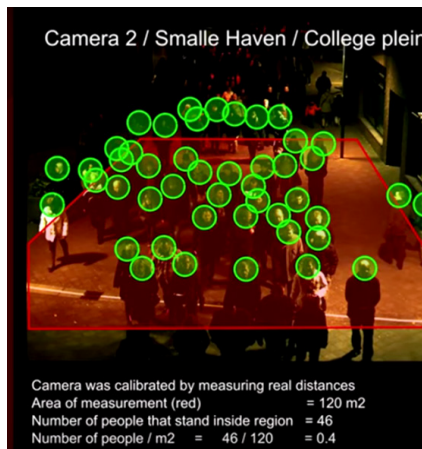 Camera 2 / Smalle Haven / College plein
Camera was calibrated by measuring real distances
Area of measurement (red) = 120 m2
Number of people that stand inside region = 46
Number of people / m2 = 46 / 120 = 0.4